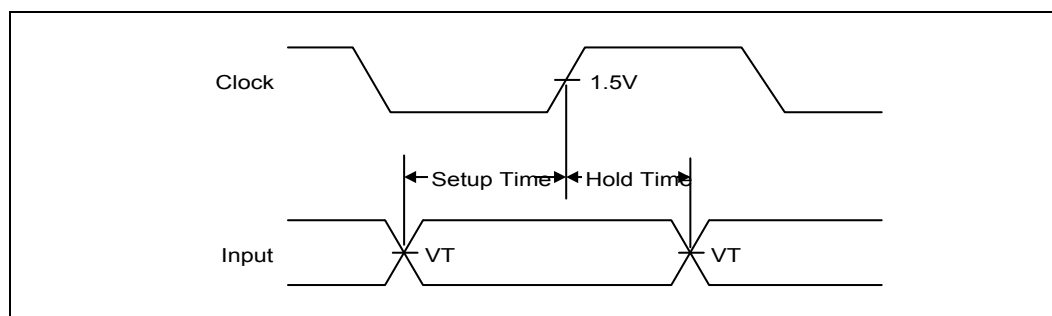 Clock
1.5V
Setup Time
Hold Time
Input
VT
VT